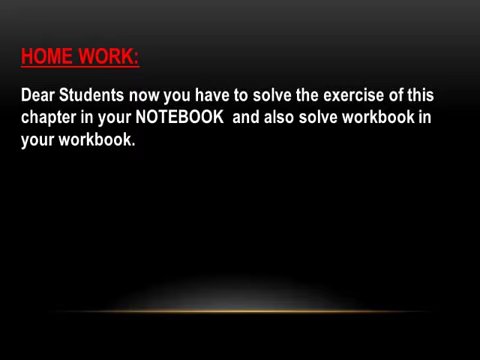 HOME WORK:
Dear Students now you have to solve the exercise of this
chapter in your NOTEBOOK  and also solve workbook in
your workbook.